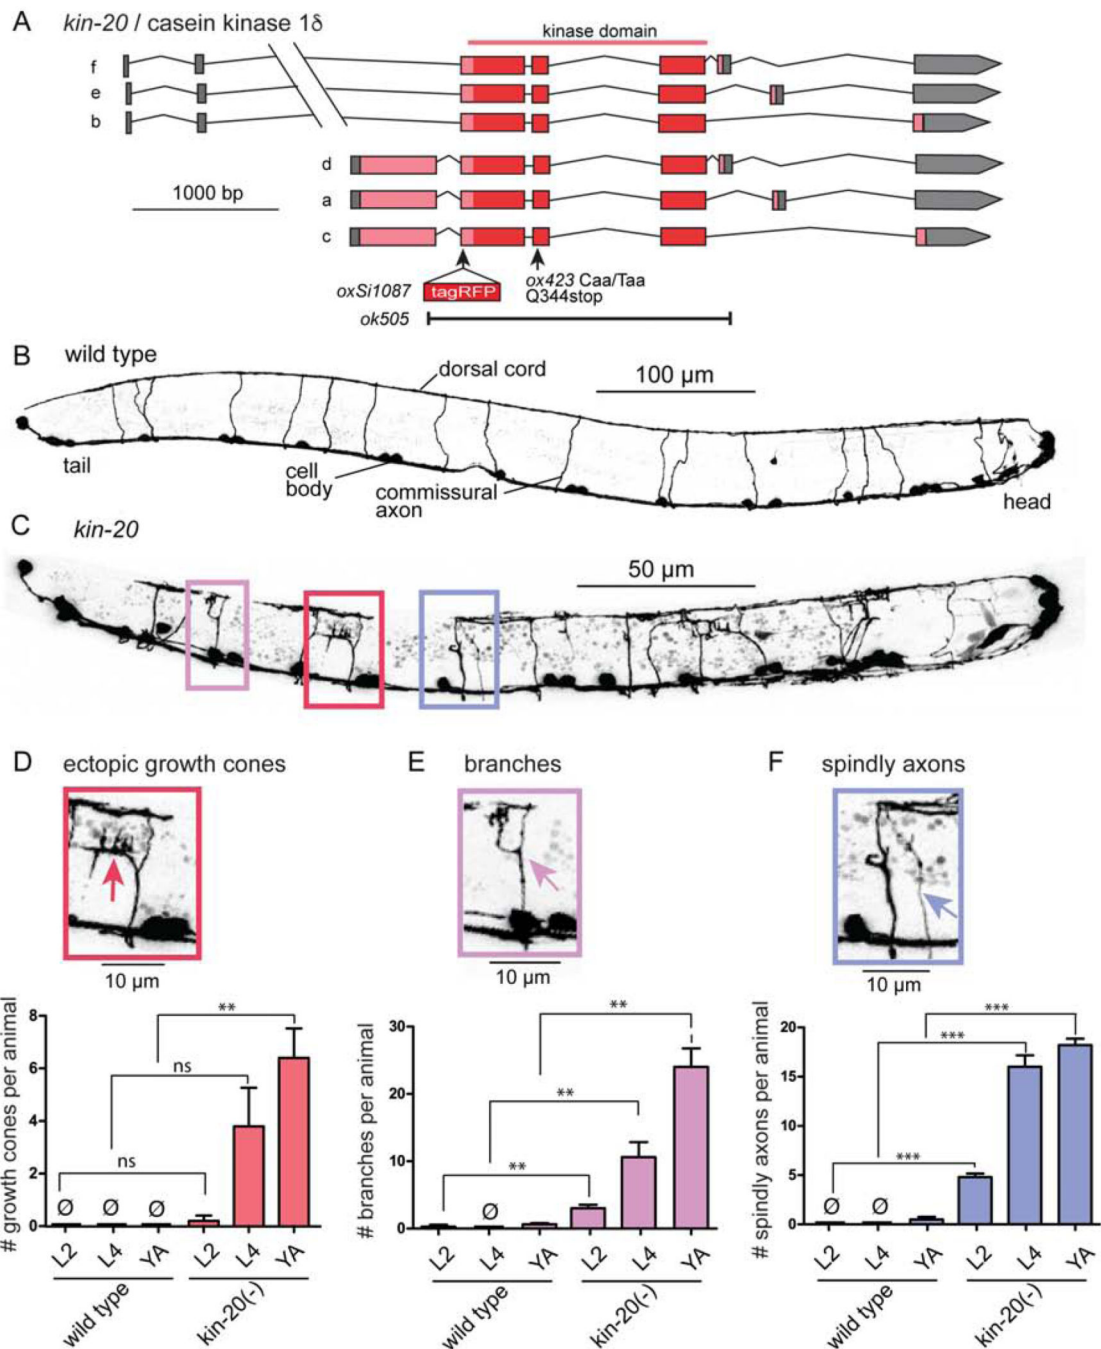 A kin-20 / casein kinase 1δ
kinase domain
f
e
b
d
1000 bp
a
c
oxSi1087 tagRFP
ox423 Caa/Taa
Q344stop
ok505
B wild type
dorsal cord
100 µm
tail
cell
body
commissural
axon
head
C kin-20
50 µm
D ectopic growth cones
10 µm
# growth cones per animal
8
6
4
2
0
**
ns
ns
Ø Ø Ø
L2 L4 YA L2 L4 YA
wild type kin-20(-)
E branches
10 µm
# branches per animal
30
20
10
0
**
**
**
Ø
L2 L4 YA L2 L4 YA
wild type kin-20(-)
F spindly axons
10 µm
# spindly axons per animal
20
15
10
5
0
***
***
***
Ø Ø
L2 L4 YA L2 L4 YA
wild type kin-20(-)